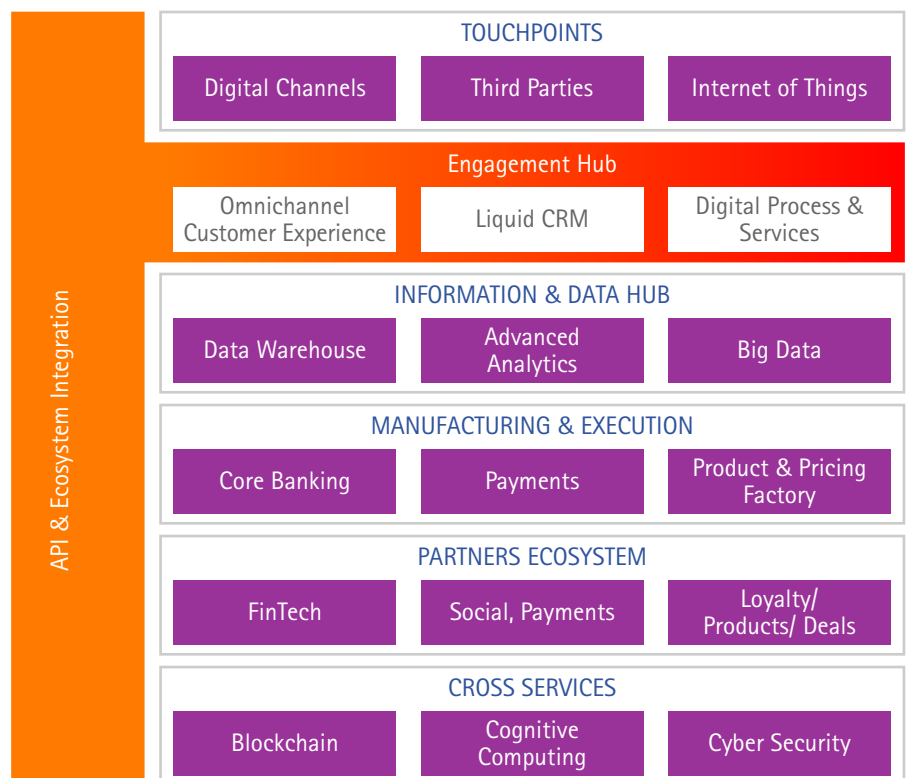 TOUCHPOINTS
Digital Channels
Third Parties
Internet of Things
Engagement Hub
Omnichannel
Customer Experience
Liquid CRM
Digital Process &
Services
INFORMATION & DATA HUB
Data Warehouse
Advanced
Analytics
Big Data
MANUFACTURING & EXECUTION
Core Banking
Payments
Product & Pricing
Factory
PARTNERS ECOSYSTEM
FinTech
Social, Payments
Loyalty/
Products/ Deals
CROSS SERVICES
Blockchain
Cognitive
Computing
Cyber Security
API & Ecosystem Integration